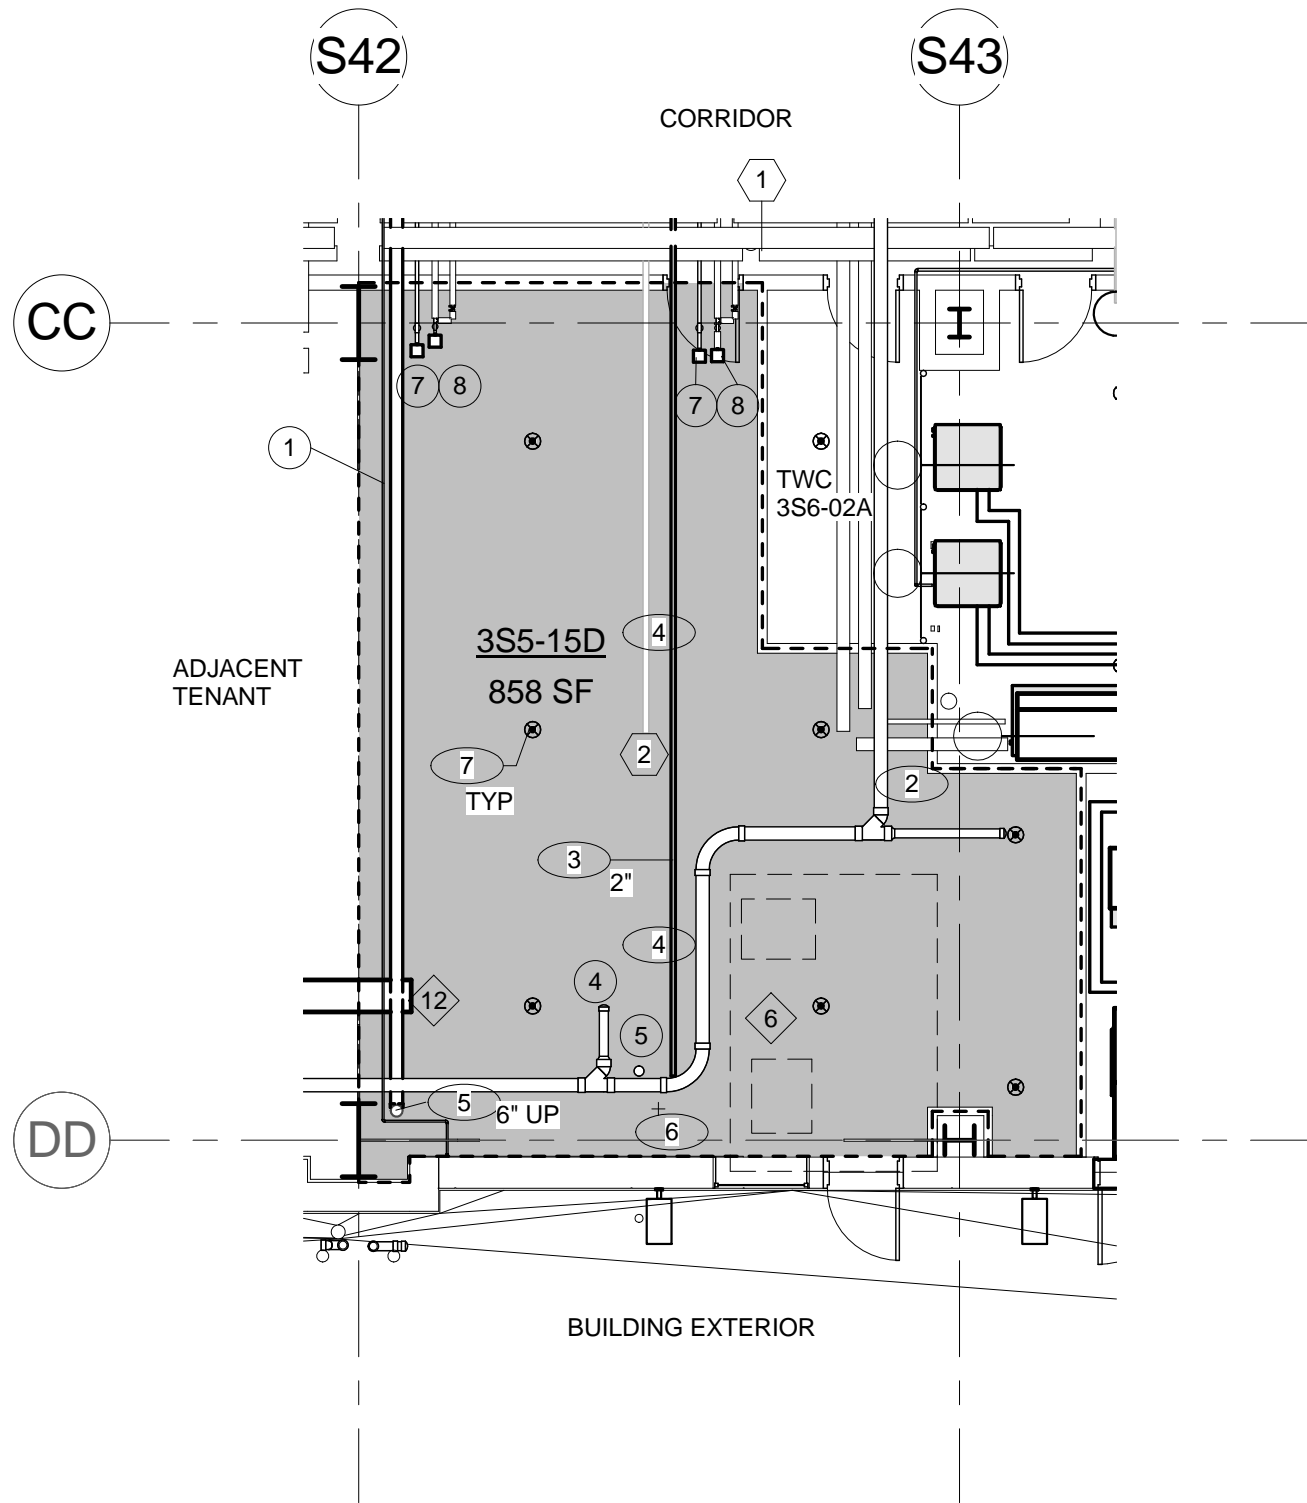 S42
S43
CORRIDOR
1
CC
7
8
7
8
1
TWC
3S6-02A
4
3S5-15D
858 SF
ADJACENT
TENANT
2
7
TYP
2
3
2"
4
4
12
6
5
5
6" UP
6
DD
BUILDING EXTERIOR